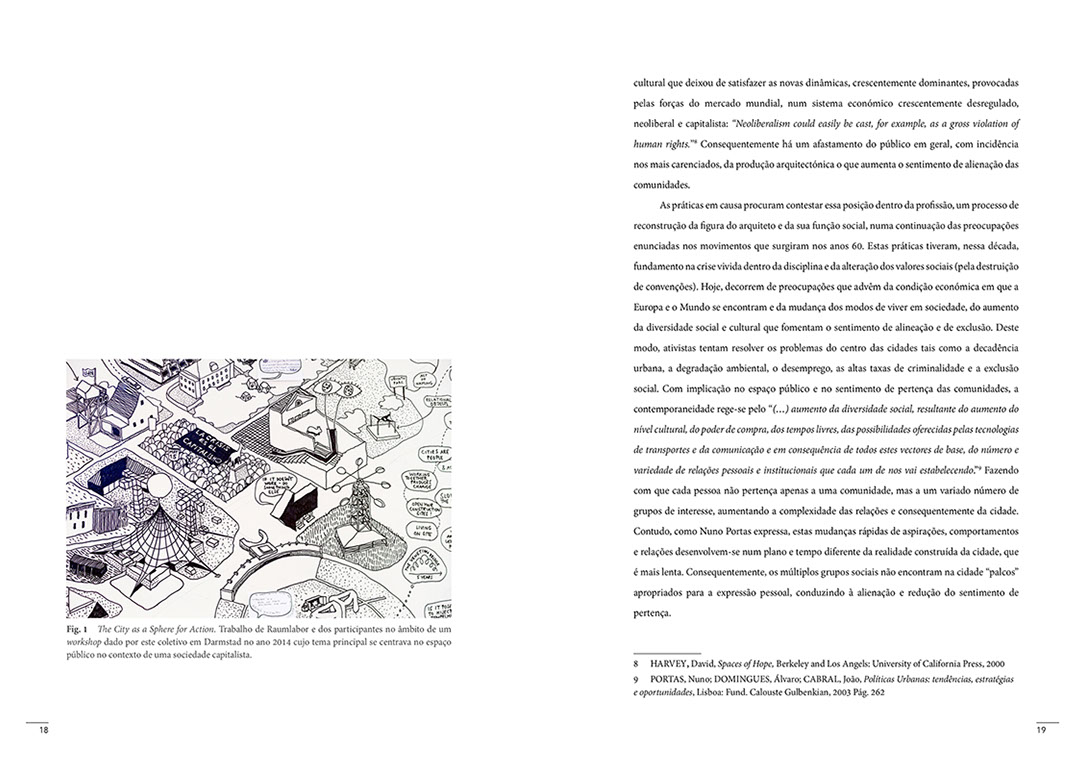 BEYOND THE CAPITALISM
IF IT DOESN'T
WORK - DO
SOMETHING
ELSE
ART OF
MAPPING
RELATIONAL
CITIES ARE
PEOPLE
WORKING
TOGETHER
PRODUCES
CHANGE
OPEN THE
CONSTRUCTION
SITES!
LIVING
ON SITE
2 YEARS
Fig. 1 The City as a Sphere for Action. Trabalho de Raumlabor e dos participantes no âmbito de um
workshop dado por este coletivo em Darmstad no ano 2014 cujo tema principal se centrava no espaço
público no contexto de uma sociedade capitalista.
18
cultural que deixou de satisfazer as novas dinâmicas, crescentemente dominantes, provocadas
pelas forças do mercado mundial, num sistema económico crescentemente desregulado,
neoliberal e capitalista: “Neoliberalism could easily be cast, for example, as a gross violation of
human rights.”8 Consequentemente há um afastamento do público em geral, com incidência
nos mais carenciados, da produção arquitectónica o que aumenta o sentimento de alienação das
comunidades.
As práticas em causa procuram contestar essa posição dentro da profissão, um processo de
reconstrução da figura do arquiteto e da sua função social, numa continuação das preocupações
enunciadas nos movimentos que surgiram nos anos 60. Estas práticas tiveram, nessa década,
fundamento na crise vivida dentro da disciplina e da alteração dos valores sociais (pela destruição
de convenções). Hoje, decorrem de preocupações que advêm da condição económica em que a
Europa e o Mundo se encontram e da mudança dos modos de viver em sociedade, do aumento
da diversidade social e cultural que fomentam o sentimento de alineação e de exclusão. Deste
modo, ativistas tentam resolver os problemas do centro das cidades tais como a decadência
urbana, a degradação ambiental, o desemprego, as altas taxas de criminalidade e a exclusão
social. Com implicação no espaço público e no sentimento de pertença das comunidades, a
contemporaneidade rege-se pelo “(…) aumento da diversidade social, resultante do aumento do
nível cultural, do poder de compra, dos tempos livres, das possibilidades oferecidas pelas tecnologias
de transportes e da comunicação e em consequência de todos estes vectores de base, do número e
variedade de relações pessoais e institucionais que cada um de nos vai estabelecendo.”9 Fazendo
com que cada pessoa não pertença apenas a uma comunidade, mas a um variado número de
grupos de interesse, aumentando a complexidade das relações e consequentemente da cidade.
Contudo, como Nuno Portas expressa, estas mudanças rápidas de aspirações, comportamentos
e relações desenvolvem-se num plano e tempo diferente da realidade construída da cidade, que
é mais lenta. Consequentemente, os múltiplos grupos sociais não encontram na cidade “palcos”
apropriados para a expressão pessoal, conduzindo à alienação e redução do sentimento de
pertença.
8 HARVEY, David, Spaces of Hope, Berkeley and Los Angels: University of California Press, 2000
9 PORTAS, Nuno; DOMINGUES, Álvaro; CABRAL, João, Políticas Urbanas: tendências, estratégias
e oportunidades, Lisboa: Fund. Calouste Gulbenkian, 2003 Pág. 262
19